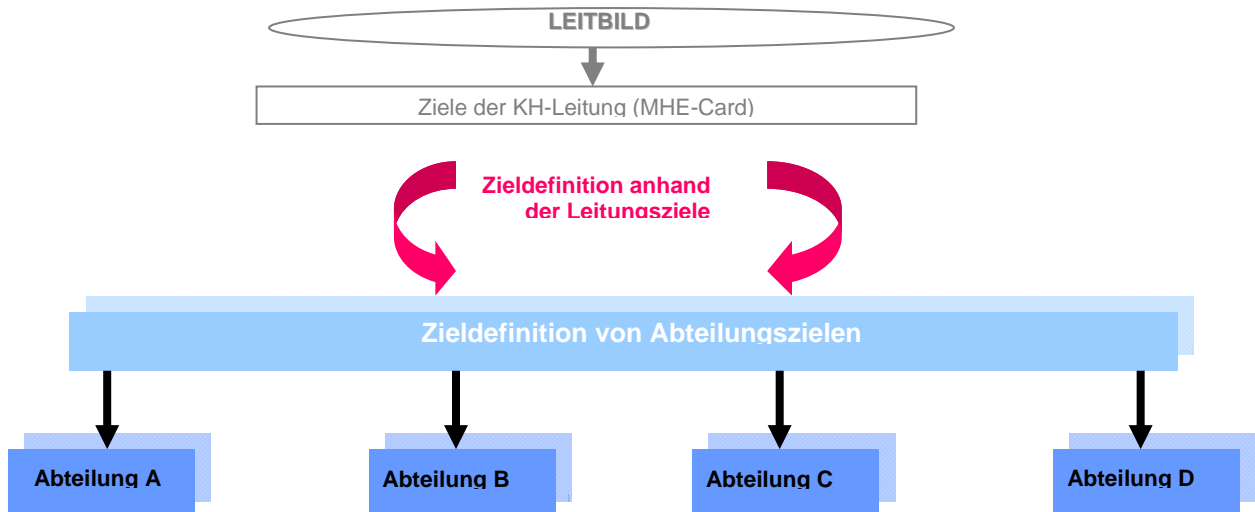 LEITBILD
Ziele der KH-Leitung (MHE-Card)
Zieldefinition anhand
der Leitungsziele
Zieldefinition von Abteilungszielen
Abteilung A
Abteilung B
Abteilung C
Abteilung D